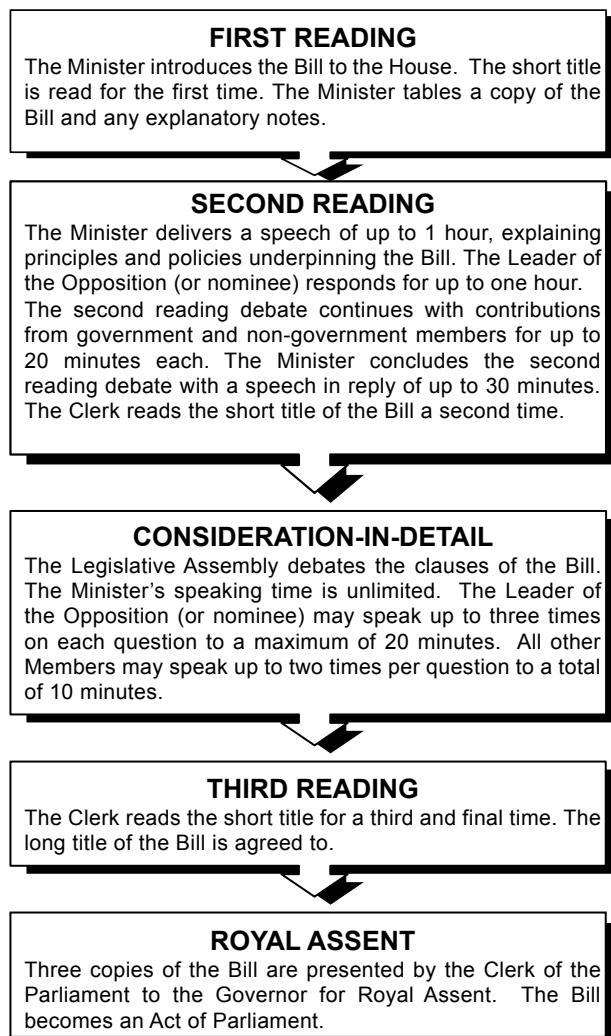 FIRST READING
The Minister introduces the Bill to the House. The short title
is read for the first time. The Minister tables a copy of the
Bill and any explanatory notes.
SECOND READING
The Minister delivers a speech of up to 1 hour, explaining
principles and policies underpinning the Bill. The Leader of
the Opposition (or nominee) responds for up to one hour.
The second reading debate continues with contributions
from government and non-government members for up to
20 minutes each. The Minister concludes the second
reading debate with a speech in reply of up to 30 minutes.
The Clerk reads the short title of the Bill a second time.
CONSIDERATION-IN-DETAIL
The Legislative Assembly debates the clauses of the Bill.
The Minister's speaking time is unlimited. The Leader of
the Opposition (or nominee) may speak up to three times
on each question to a maximum of 20 minutes. All other
Members may speak up to two times per question to a total
of 10 minutes.
THIRD READING
The Clerk reads the short title for a third and final time. The
long title of the Bill is agreed to.
ROYAL ASSENT
Three copies of the Bill are presented by the Clerk of the
Parliament to the Governor for Royal Assent. The Bill
becomes an Act of Parliament.